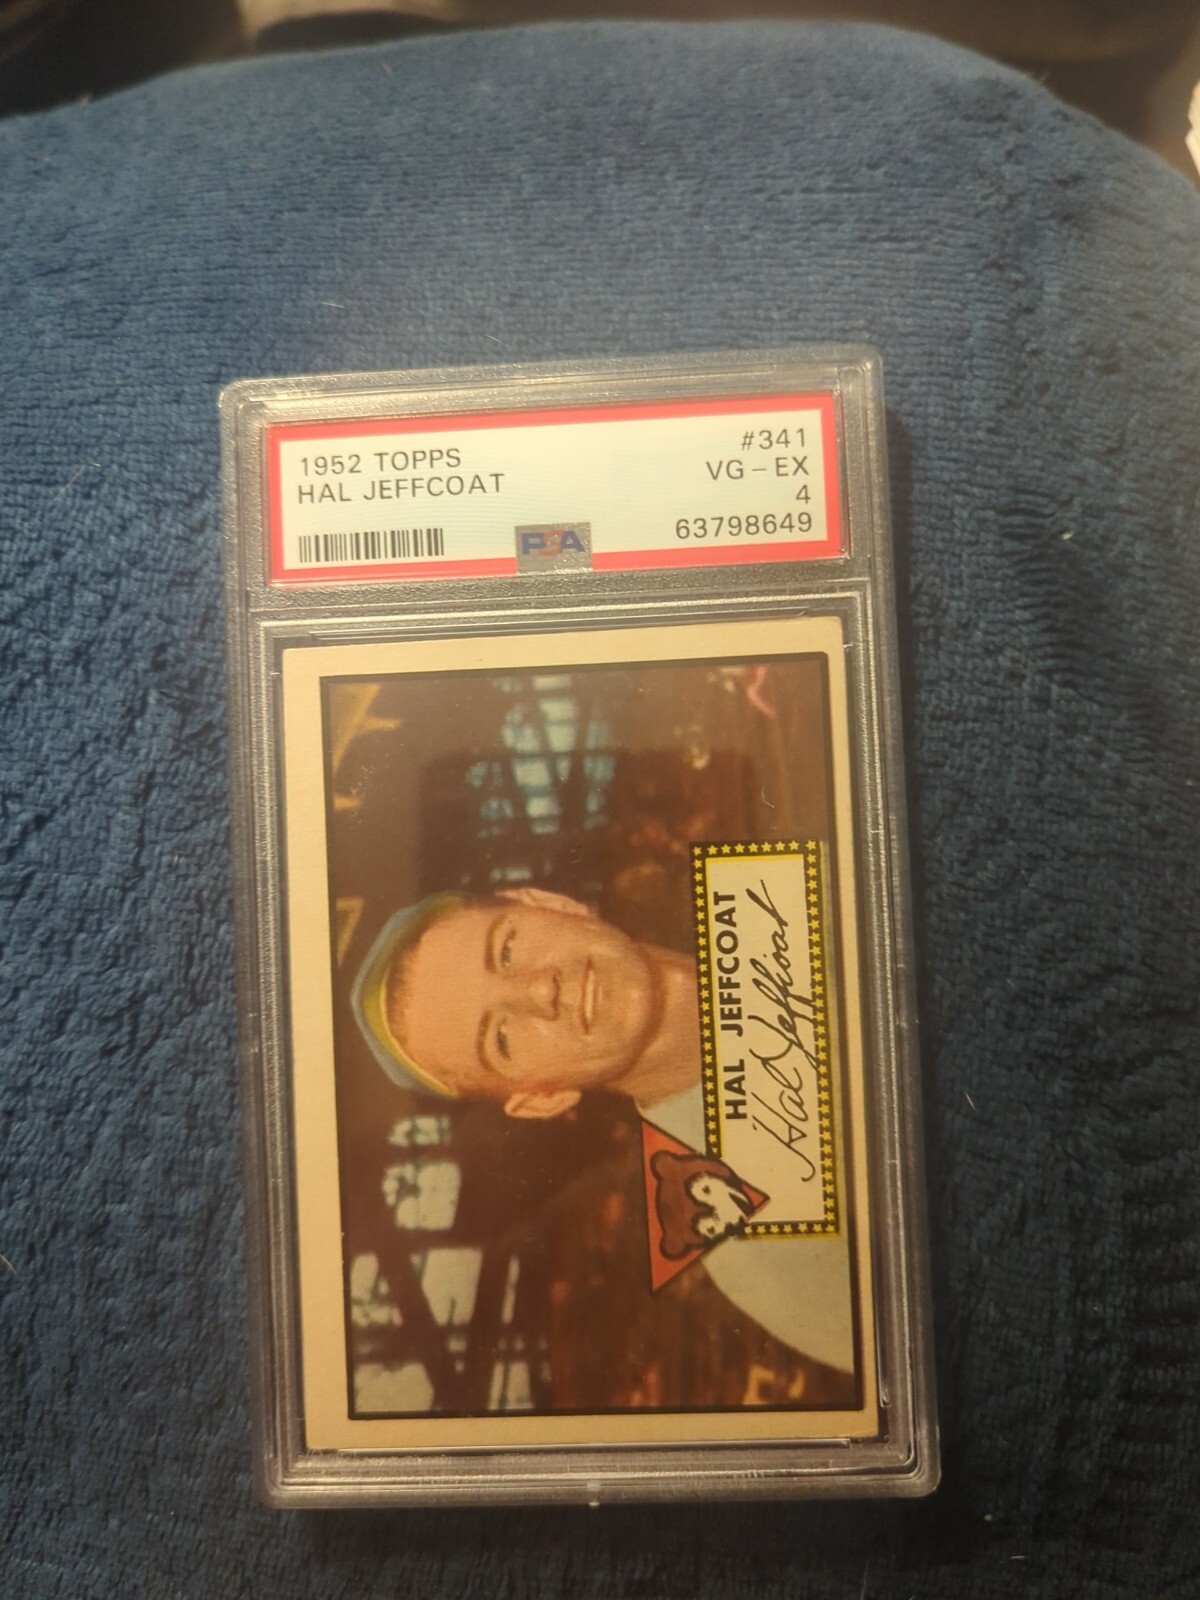 1952 TOPPS
HAL JEFFCOAT
#341
VG - EX
4
63798649
PSA
HAL JEFFCOAT
Hal Jeffcoat